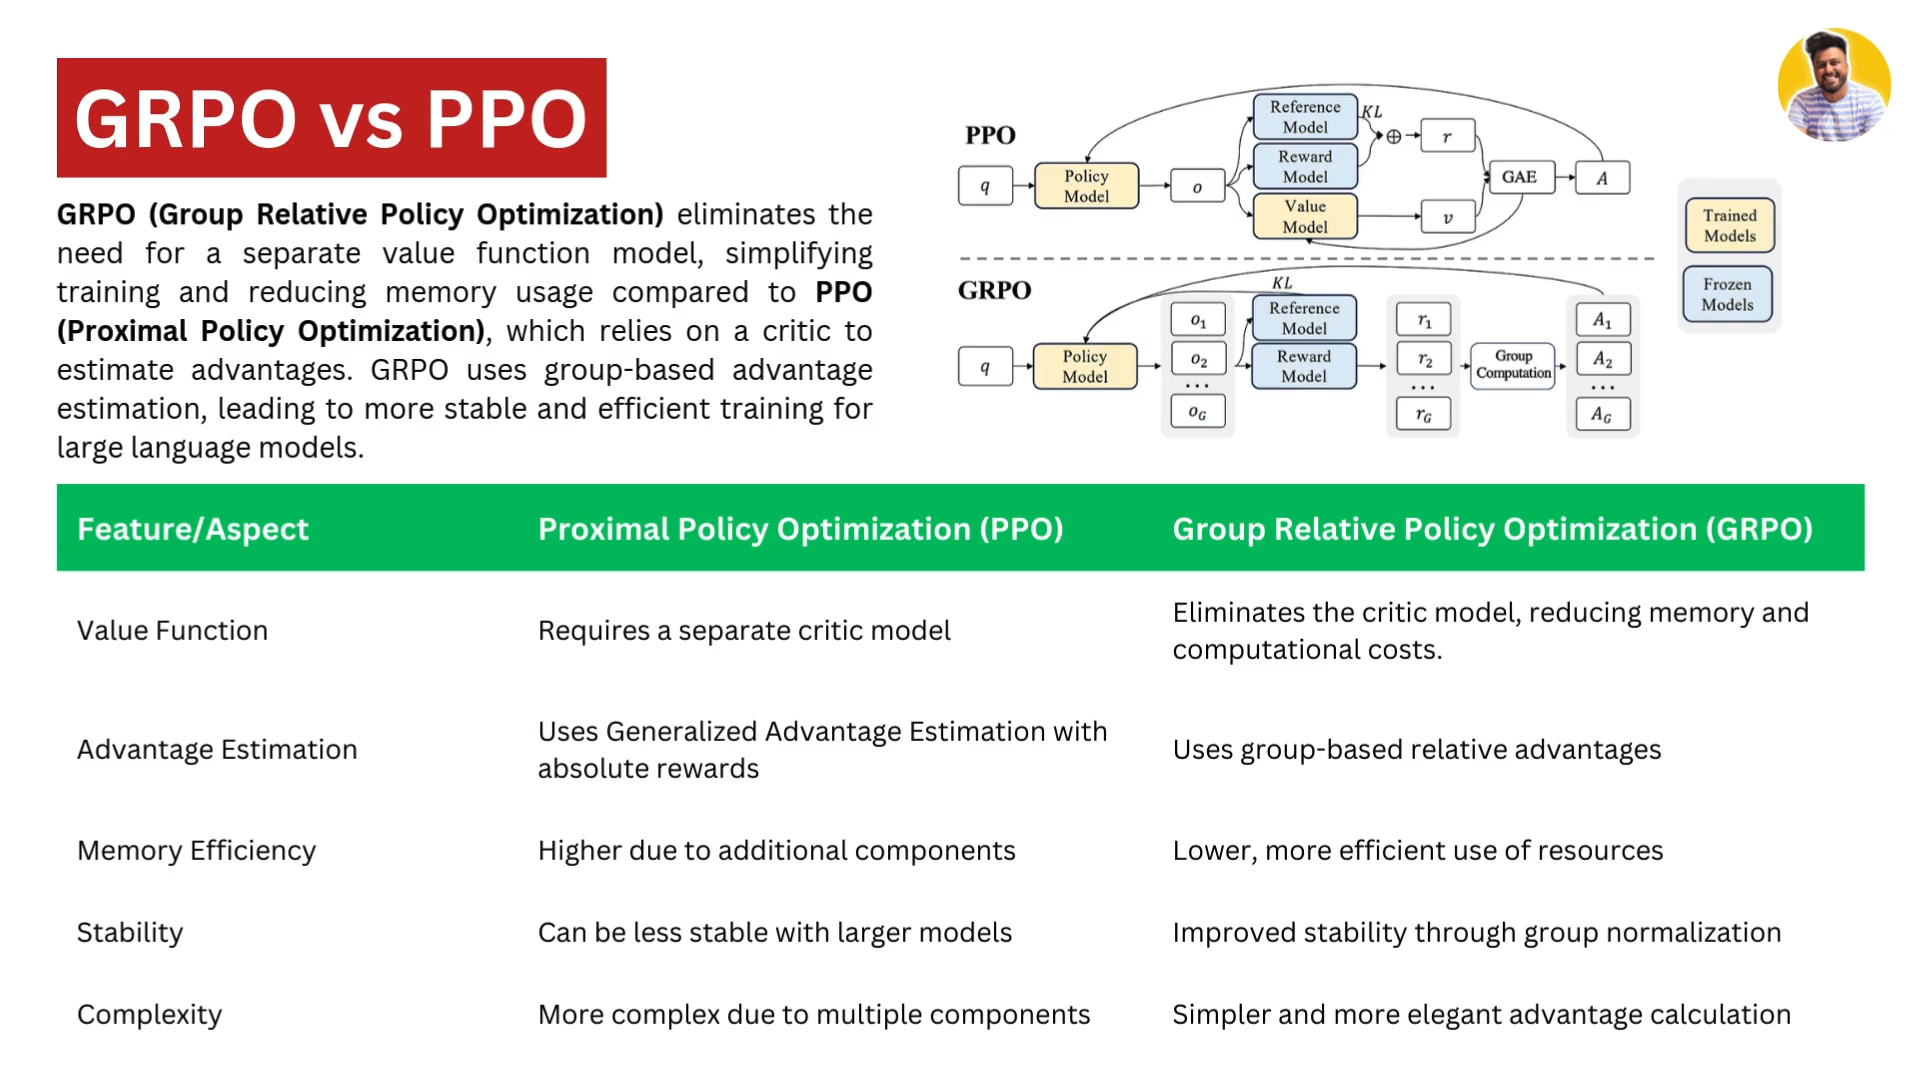 GRPO vs PPO
GRPO (Group Relative Policy Optimization) eliminates the
need for a separate value function model, simplifying
training and reducing memory usage compared to PPO
(Proximal Policy Optimization), which relies on a critic to
estimate advantages. GRPO uses group-based advantage
estimation, leading to more stable and efficient training for
large language models.
PPO
q
Policy
Model
o
Reference
Model
Reward
Model
Value
Model
KL
⊕
r
v
GAE
A
GRPO
q
Policy
Model
o₁
o₂
...
o_G
KL
Reference
Model
Reward
Model
r₁
r₂
...
r_G
Group
Computation
A₁
A₂
...
A_G
Trained
Models
Frozen
Models
Feature/Aspect
Proximal Policy Optimization (PPO)
Group Relative Policy Optimization (GRPO)
Value Function
Requires a separate critic model
Eliminates the critic model, reducing memory and
computational costs.
Advantage Estimation
Uses Generalized Advantage Estimation with
absolute rewards
Uses group-based relative advantages
Memory Efficiency
Higher due to additional components
Lower, more efficient use of resources
Stability
Can be less stable with larger models
Improved stability through group normalization
Complexity
More complex due to multiple components
Simpler and more elegant advantage calculation